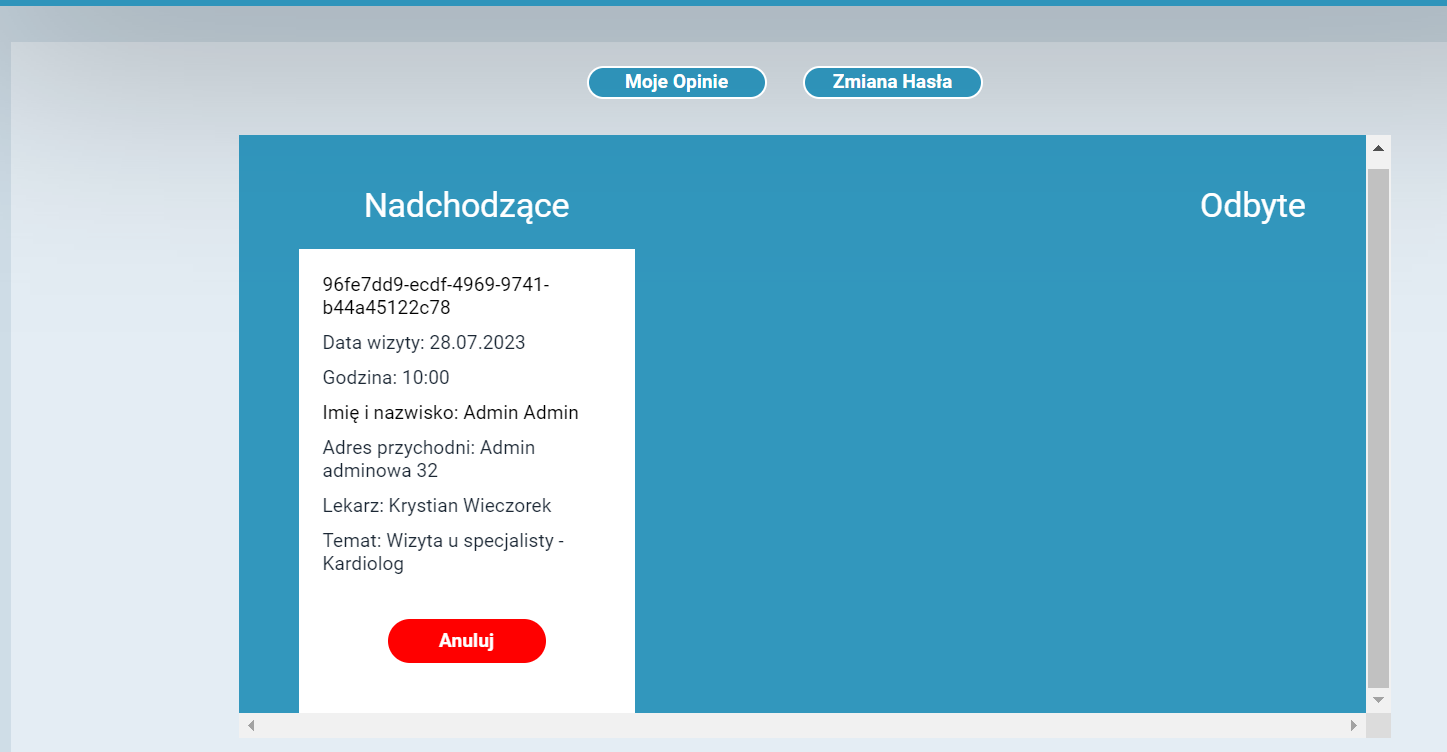 Moje Opinie
Zmiana Hasła
Nadchodzące
Odbyte
96fe7dd9-ecdf-4969-9741-
b44a45122c78
Data wizyty: 28.07.2023
Godzina: 10:00
Imię i nazwisko: Admin Admin
Adres przychodni: Admin
adminowa 32
Lekarz: Krystian Wieczorek
Temat: Wizyta u specjalisty -
Kardiolog
Anuluj